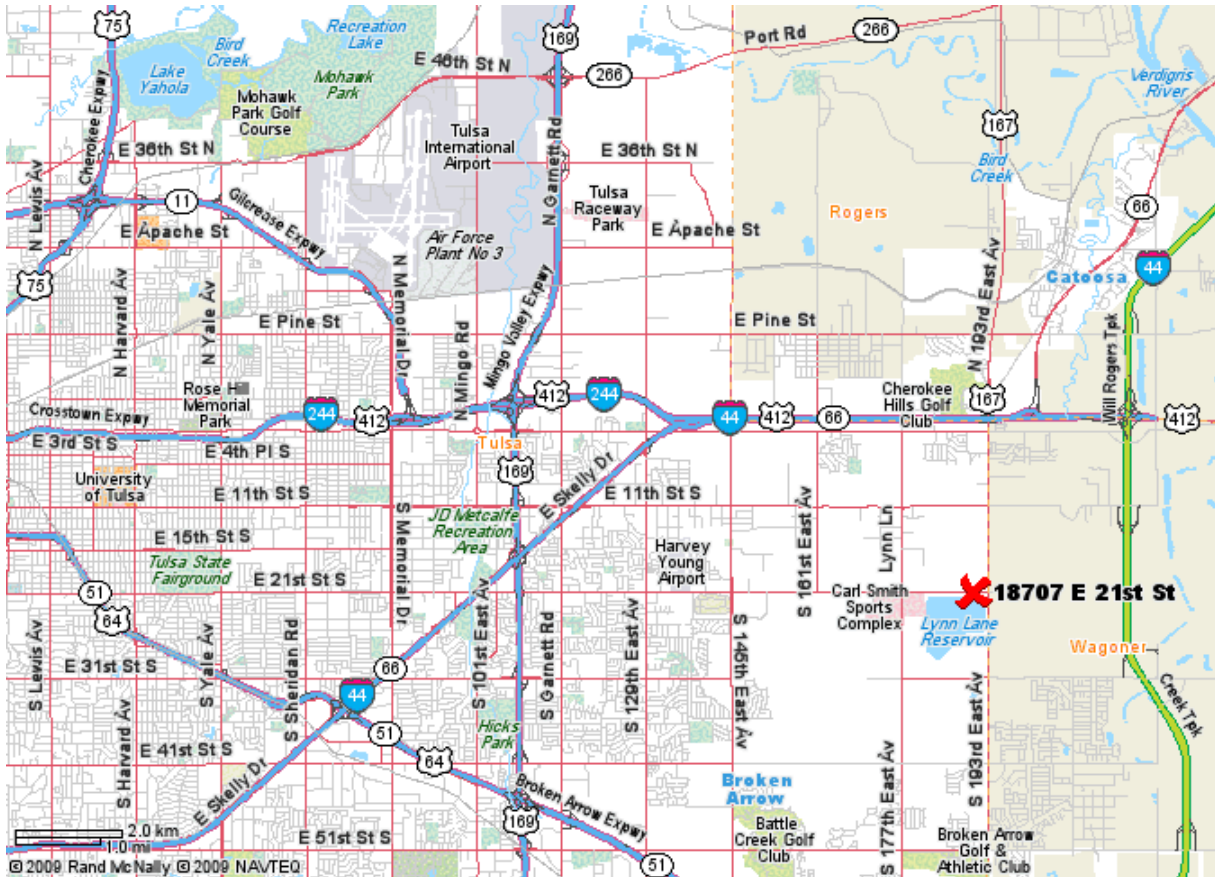 75
Bird
Creek
Recreation
Lake
169
Port Rd
266
Lake
Yahola
E 46th St N
266
Verdigris
River
Cherokee Expwy
Mohawk
Park
Mohawk
Park Golf
Course
Tulsa
International
Airport
167
E 36th St N
E 36th St N
Bird
Creek
N Lewis Av
11
Gilcrease Expwy
N Garnett Rd
Tulsa
Raceway
Park
Rogers
66
E Apache St
E Apache St
Air Force
Plant No 3
N Memorial Dr
44
Catoosa
75
N Harvard Av
N Yale Av
Mingo Valley Expwy
N 193rd East Av
E Pine St
E Pine St
N Mingo Rd
Will Rogers Tpk
Rose Hill
Memorial
Park
Cherokee
Hills Golf
Club
167
Crosstown Expwy
244
412
412
244
44
412
66
412
E 3rd St S
E 4th Pl S
Tulsa
169
E Skelly Dr
University
of Tulsa
E 11th St S
E 11th St S
S Memorial Dr
JD Metcalfe
Recreation
Area
S 161st East Av
Lynn Ln
E 15th St S
Tulsa State
Fairground
Harvey
Young
Airport
E 21st St S
51
64
Carl Smith
Sports
Complex
18707 E 21st St
Lynn Lane
Reservoir
Wagoner
S Lewis Av
E 31st St S
S Yale Av
S Sheridan Rd
66
S 101st East Av
S Garnett Rd
S 129th East Av
S 145th East Av
44
S Harvard Av
Hicks
Park
S 177th East Av
S 193rd East Av
Creek Tpk
E 41st St S
51
64
E Skelly Dr
Broken Arrow Expwy
Broken
Arrow
2.0 km
1.0 mi
E 51st St S
169
51
Battle
Creek Golf
Club
Broken Arrow
Golf &
Athletic Club
© 2009 Rand McNally © 2009 NAVTEQ